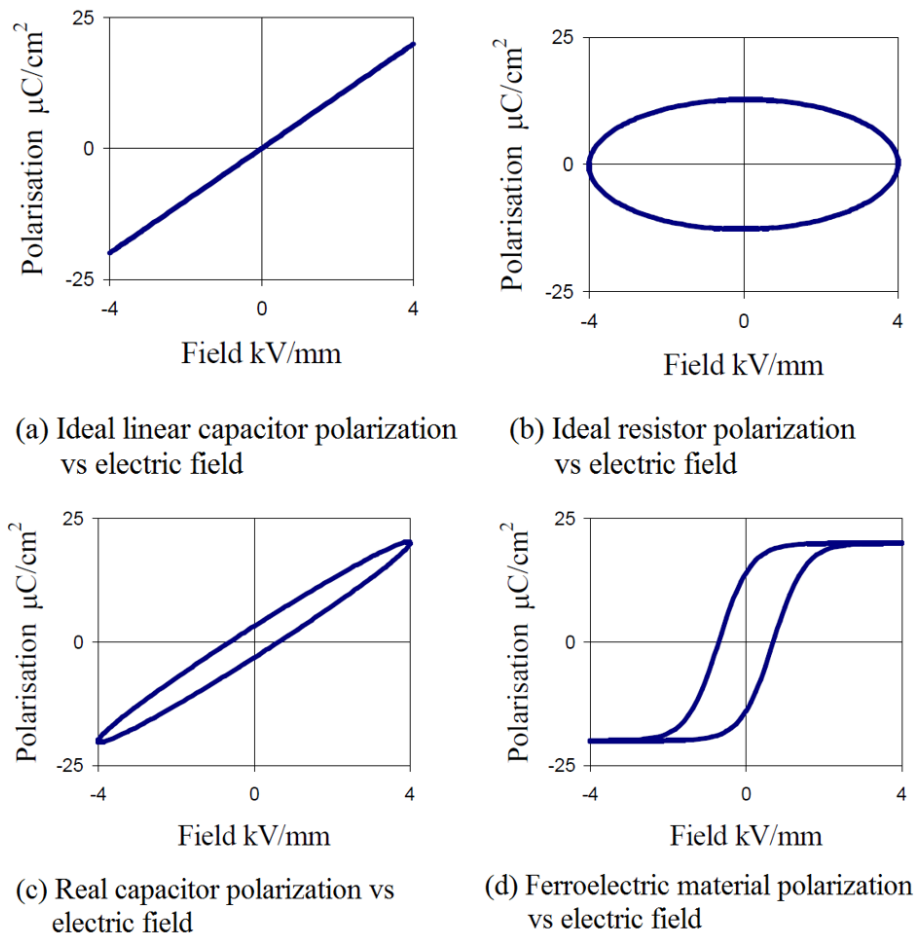 25
Polarisation μC/cm²
0
-25
-4 0 4
Field kV/mm
(a) Ideal linear capacitor polarization
vs electric field
25
Polarisation μC/cm²
0
-25
-4 0 4
Field kV/mm
(b) Ideal resistor polarization
vs electric field
25
Polarisation μC/cm²
0
-25
-4 0 4
Field kV/mm
(c) Real capacitor polarization vs
electric field
25
Polarisation μC/cm²
0
-25
-4 0 4
Field kV/mm
(d) Ferroelectric material polarization
vs electric field